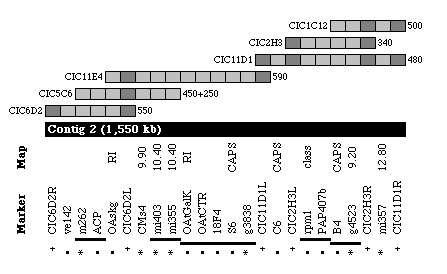 CIC1C12 500
CIC2H3 340
CIC11D1 480
CIC11E4 590
CIC5C6 450+250
CIC6D2 550
Contig 2 (1,550 kb)
Map RI 9.90 10.40 10.40 RI CAPS CAPS class CAPS 9.20 12.80
Marker CIC6D2R ve142 m262 ACP OAskg CIC6D2L CMs4 mi403 mi355 OAtGalK OAtCTR 18F4 S6 g3838 CIC11D1L C6 CIC2H3L rpm1 PAP407b B4 g4523 CIC2H3R mi357 CIC11D1R